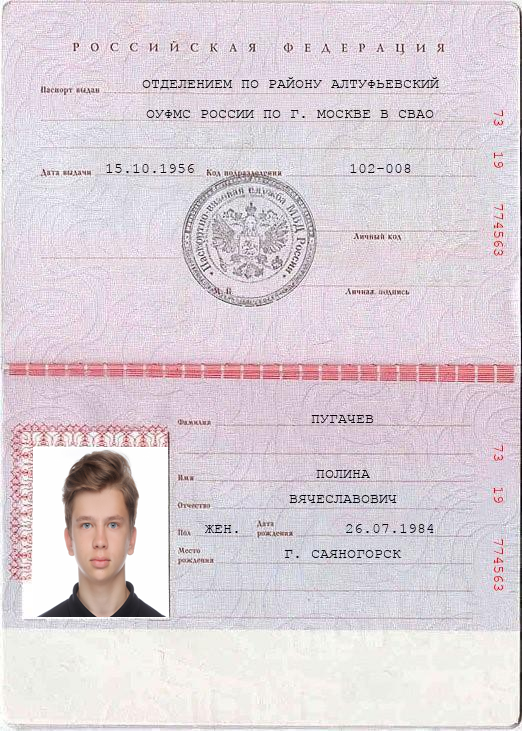 РОССИЙСКАЯ ФЕДЕРАЦИЯ
Паспорт выдан ОТДЕЛЕНИЕМ ПО РАЙОНУ АЛТУФЬЕВСКИЙ
ОУФМС РОССИИ ПО Г. МОСКВЕ В СВАО
Дата выдачи 15.10.1956 Код подразделения 102-008
73 19 774563
Паспортно-визовая служба МВД России
Личный код
М. П. Личная подпись
Фамилия ПУГАЧЕВ
Имя ПОЛИНА
Отчество ВЯЧЕСЛАВОВИЧ
Пол ЖЕН. Дата рождения 26.07.1984
Место рождения Г. САЯНОГОРСК
73 19 774563